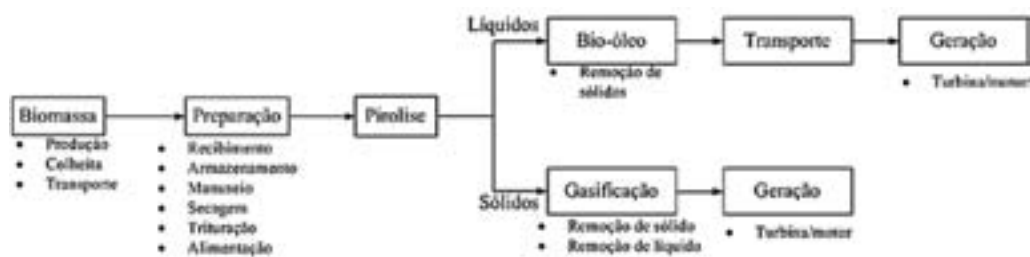 Líquidos
Bio-óleo
Transporte
Geração
• Remoção de
sólidos
• Turbina/motor
Biomassa
Preparação
Pirolise
• Produção
• Colheita
• Transporte
• Recibimento
• Armazenamento
• Manuseio
• Secagem
• Trituração
• Alimentação
Sólidos
Gasificação
Geração
• Remoção de sólido
• Remoção de líquido
• Turbina/motor